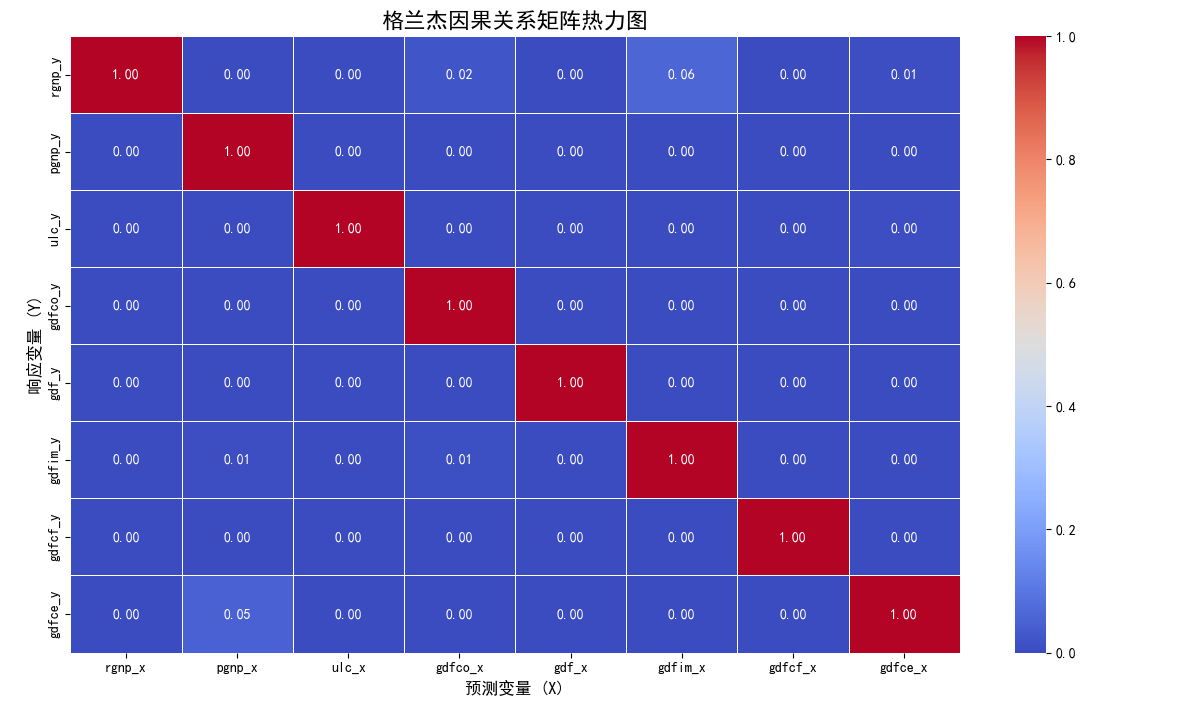 格兰杰因果关系矩阵热力图
响应变量 (Y)
rgnp_y 1.00 0.00 0.00 0.02 0.00 0.06 0.00 0.01
pgnp_y 0.00 1.00 0.00 0.00 0.00 0.00 0.00 0.00
ulc_y 0.00 0.00 1.00 0.00 0.00 0.00 0.00 0.00
gdfco_y 0.00 0.00 0.00 1.00 0.00 0.00 0.00 0.00
gdf_y 0.00 0.00 0.00 0.00 1.00 0.00 0.00 0.00
gdfim_y 0.00 0.01 0.00 0.01 0.00 1.00 0.00 0.00
gdfcf_y 0.00 0.00 0.00 0.00 0.00 0.00 1.00 0.00
gdfce_y 0.00 0.05 0.00 0.00 0.00 0.00 0.00 1.00
rgnp_x pgnp_x ulc_x gdfco_x gdf_x gdfim_x gdfcf_x gdfce_x
预测变量 (X)
1.0
0.8
0.6
0.4
0.2
0.0